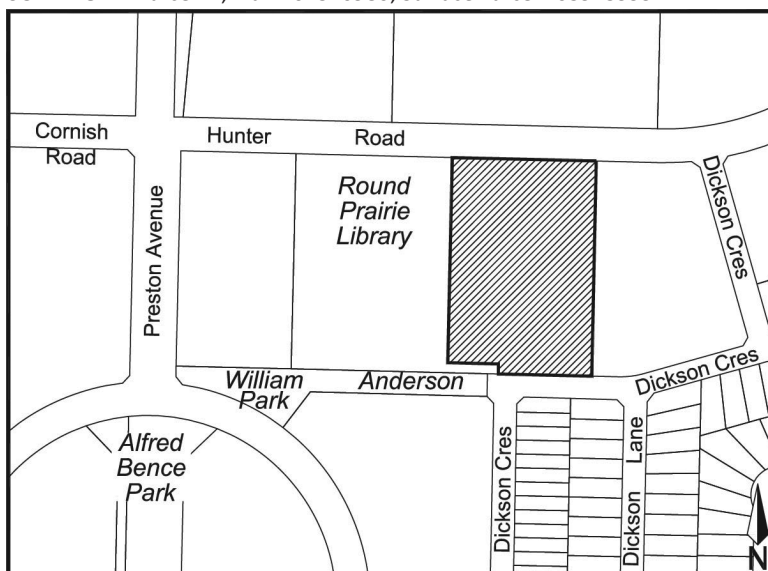 Cornish
Road
Hunter Road
Round
Prairie
Library
Dickson Cres
Preston Avenue
William
Park
Anderson
Dickson Cres
Alfred
Bence
Park
Dickson Cres
Dickson Lane
N